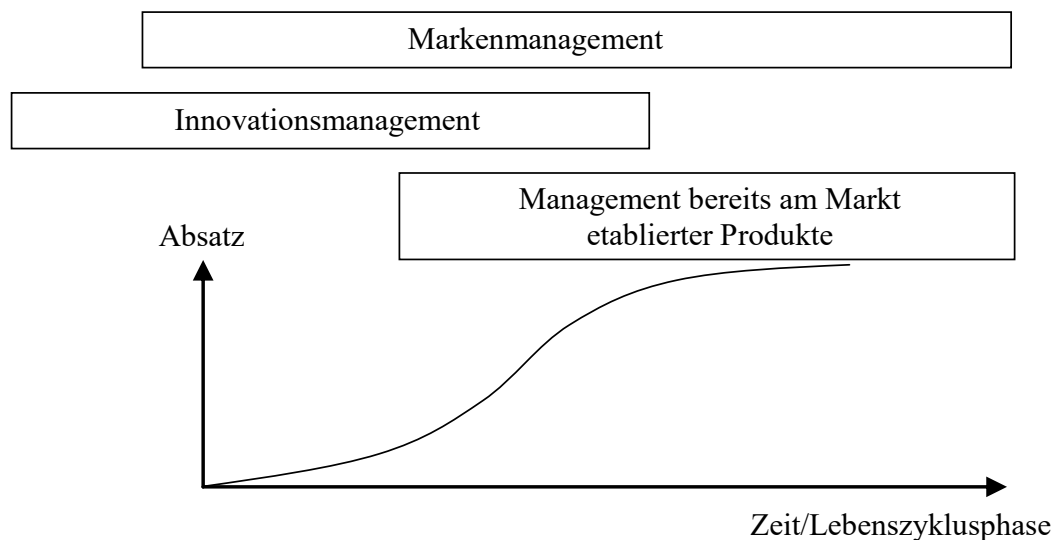 Markenmanagement
Innovationsmanagement
Management bereits am Markt
etablierter Produkte
Absatz
Zeit/Lebenszyklusphase